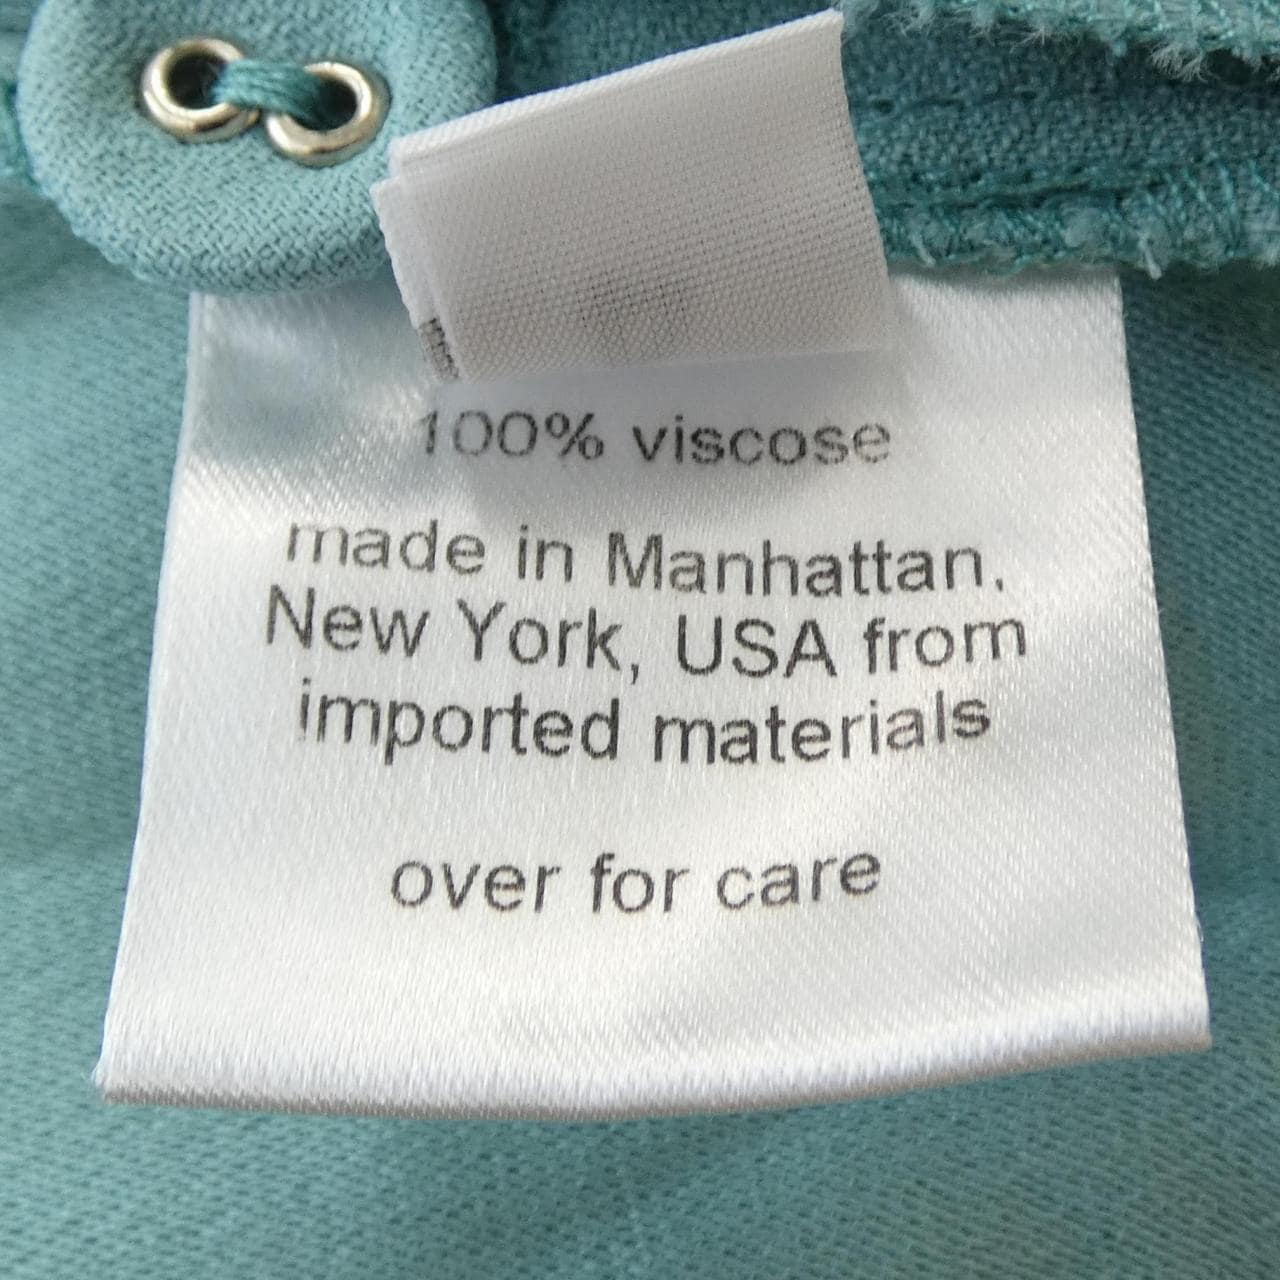 100% viscose
made in Manhattan,
New York, USA from
imported materials
over for care